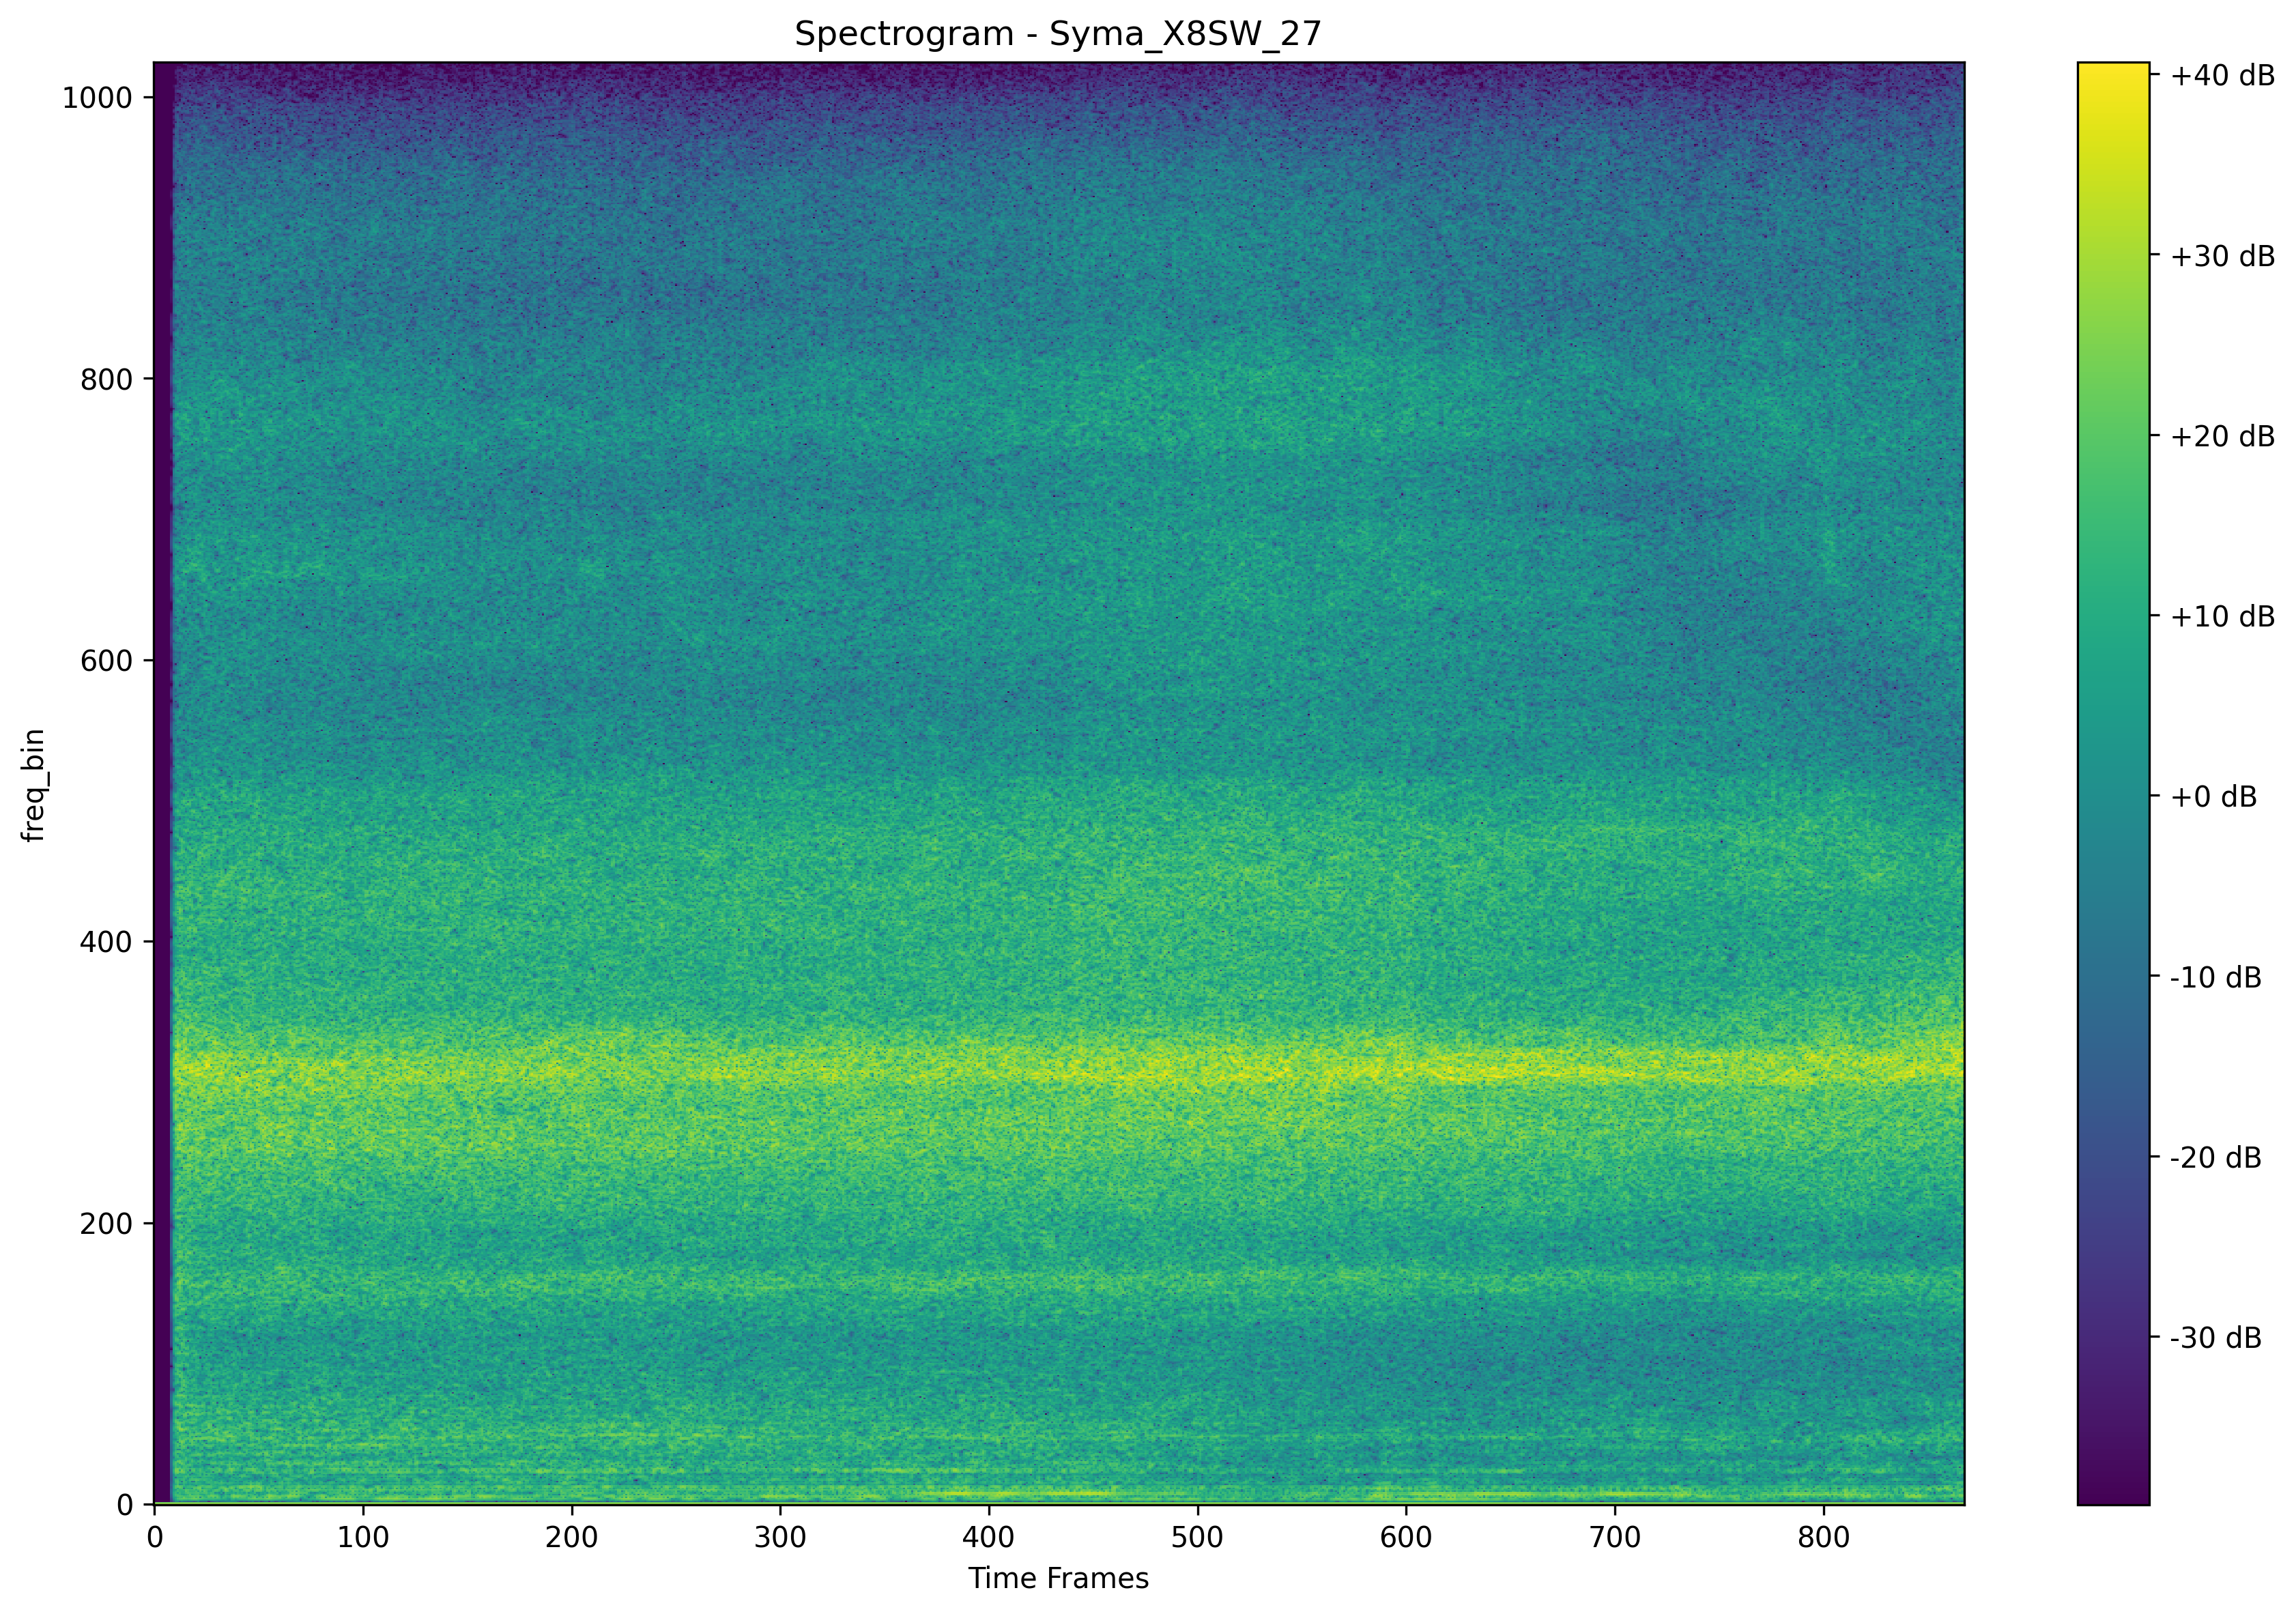 Spectrogram - Syma_X8SW_27
freq_bin
1000
800
600
400
200
0
0 100 200 300 400 500 600 700 800
Time Frames
+40 dB
+30 dB
+20 dB
+10 dB
+0 dB
-10 dB
-20 dB
-30 dB